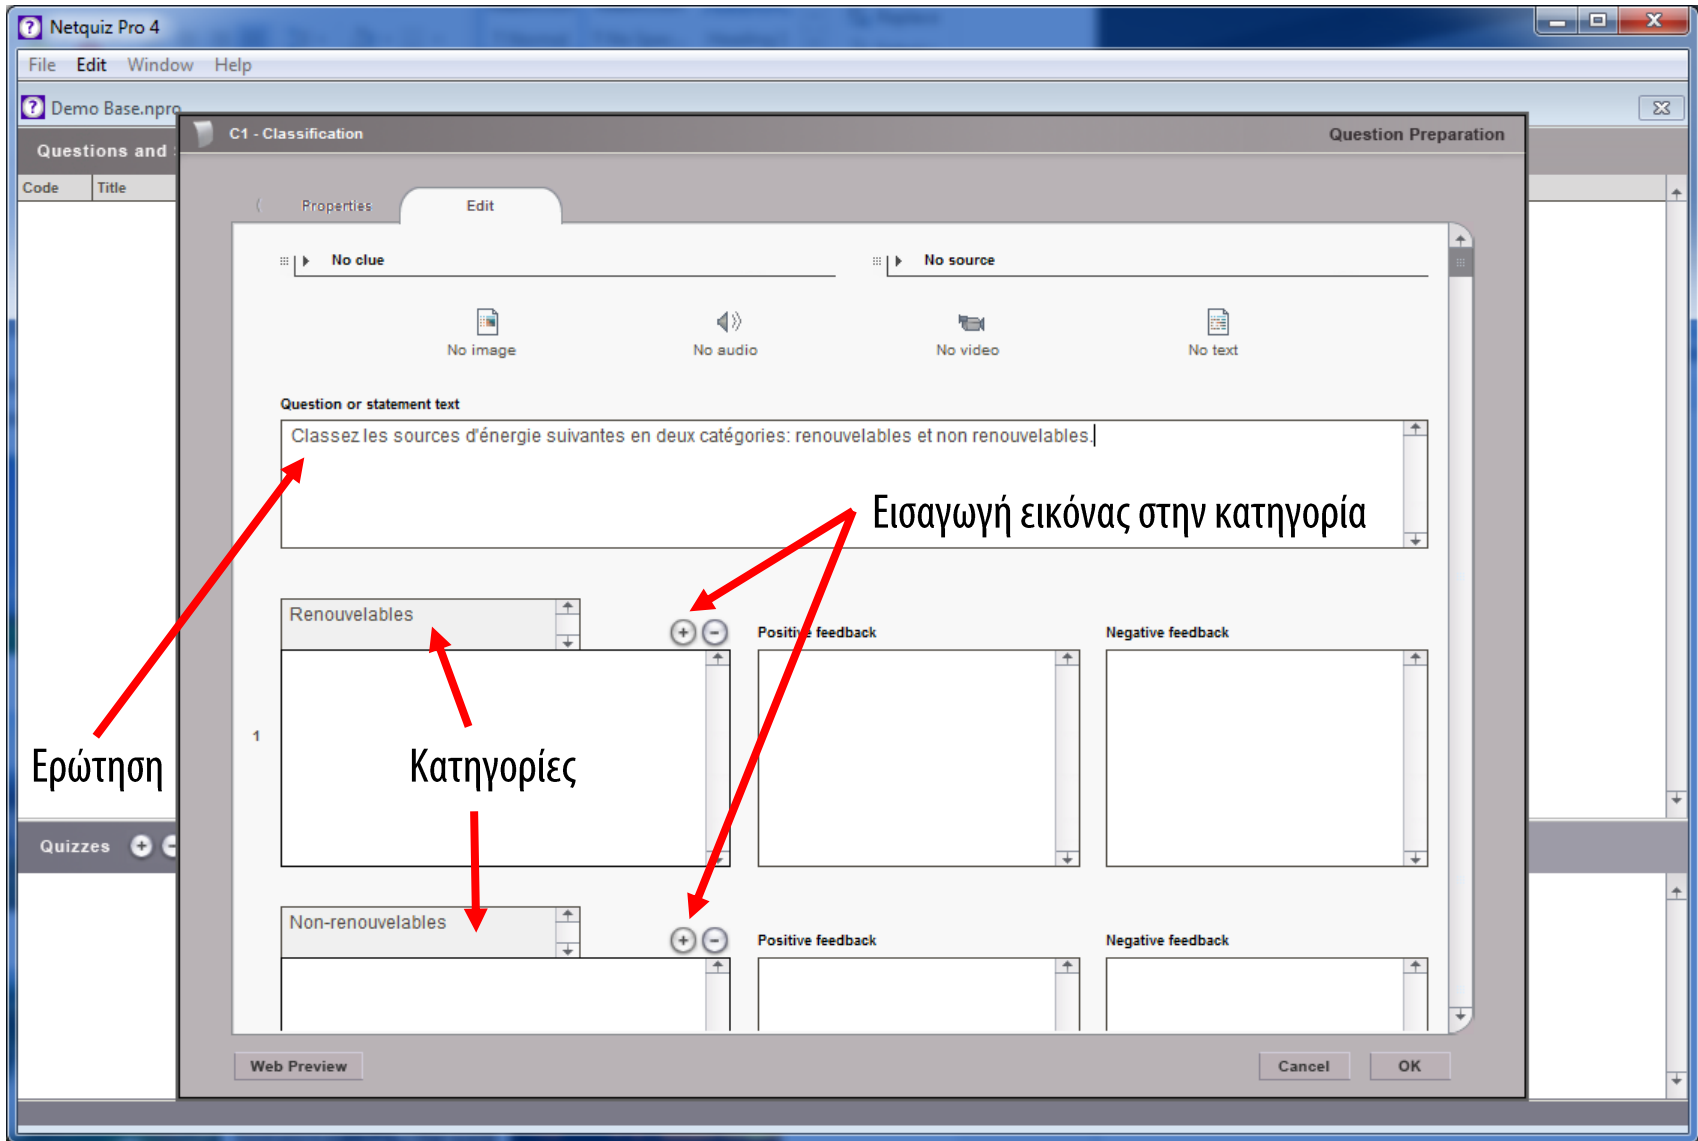 Netquiz Pro 4
File Edit Window Help
Demo Base.npro
C1 - Classification
Question Preparation
Questions and
Code Title
Properties Edit
No clue
No source
No image
No audio
No video
No text
Question or statement text
Classez les sources d'énergie suivantes en deux catégories: renouvelables et non renouvelables.
Εισαγωγή εικόνας στην κατηγορία
Renouvelables
Positive feedback
Negative feedback
1
Ερώτηση
Κατηγορίες
Quizzes
Non-renouvelables
Positive feedback
Negative feedback
Web Preview
Cancel
OK